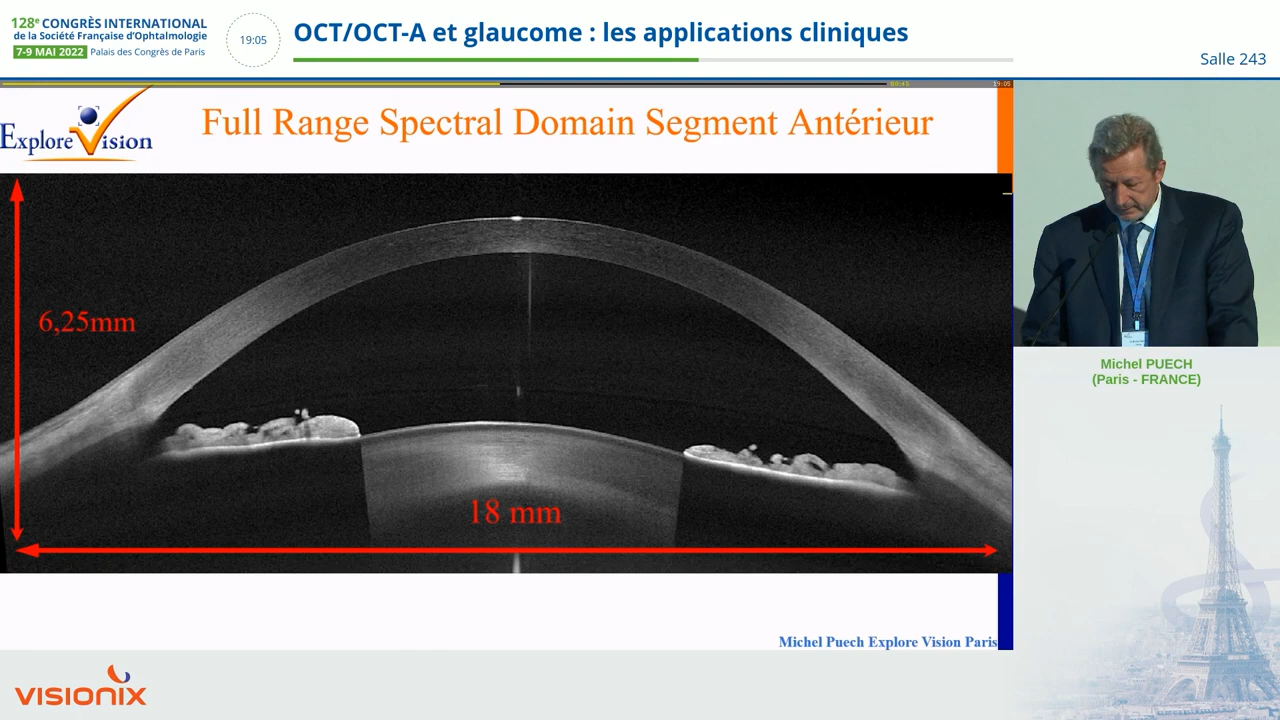 128e CONGRÈS INTERNATIONAL
de la Société Française d'Ophtalmologie
7-9 MAI 2022 Palais des Congrès de Paris
19:05
OCT/OCT-A et glaucome : les applications cliniques
Salle 243
19:05
Explore Vision
Full Range Spectral Domain Segment Antérieur
6,25mm
18 mm
Michel PUECH
(Paris - FRANCE)
Michel Puech Explore Vision Paris
VISIONIX